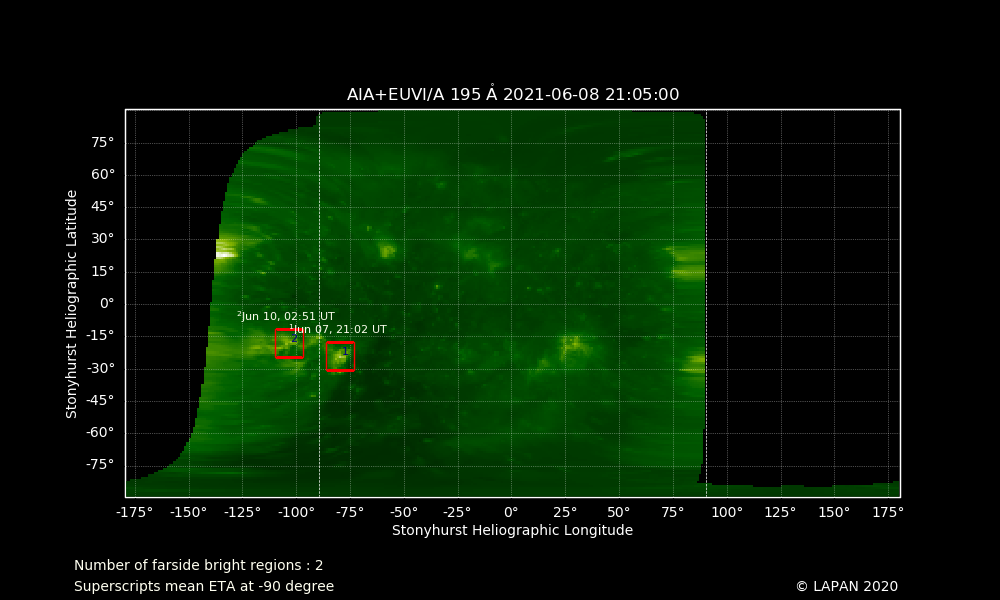 AIA+EUVI/A 195 Å 2021-06-08 21:05:00
75°
60°
45°
30°
15°
0°
-15°
-30°
-45°
-60°
-75°
Stonyhurst Heliographic Latitude
²Jun 10, 02:51 UT
¹Jun 07, 21:02 UT
2
1
-175° -150° -125° -100° -75° -50° -25° 0° 25° 50° 75° 100° 125° 150° 175°
Stonyhurst Heliographic Longitude
Number of farside bright regions : 2
Superscripts mean ETA at -90 degree
© LAPAN 2020